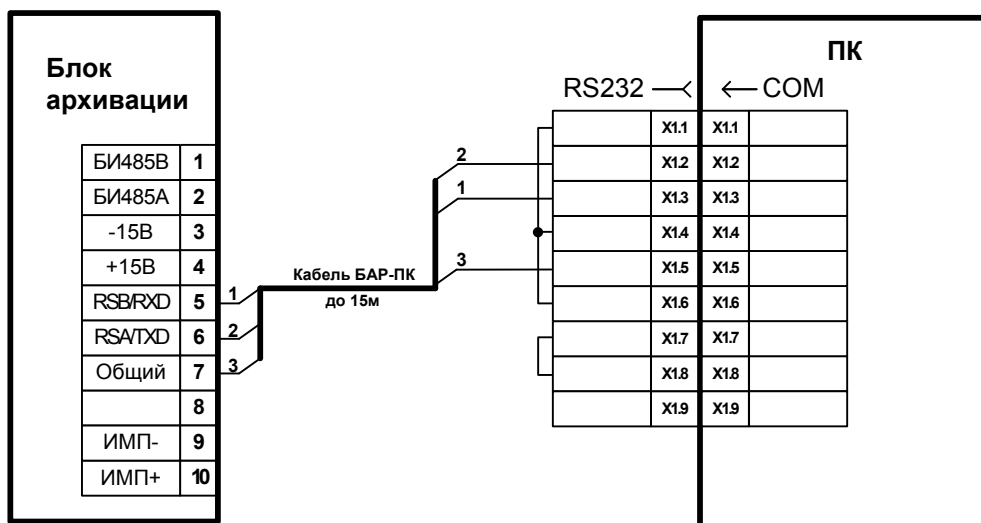 Блок
архивации
БИ485В 1
БИ485А 2
-15В 3
+15В 4
RSB/RXD 5
RSA/TXD 6
Общий 7
8
ИМП- 9
ИМП+ 10
1
2
3
Кабель БАР-ПК
до 15м
2
1
3
ПК
RS232 COM
X1.1 X1.1
X1.2 X1.2
X1.3 X1.3
X1.4 X1.4
X1.5 X1.5
X1.6 X1.6
X1.7 X1.7
X1.8 X1.8
X1.9 X1.9